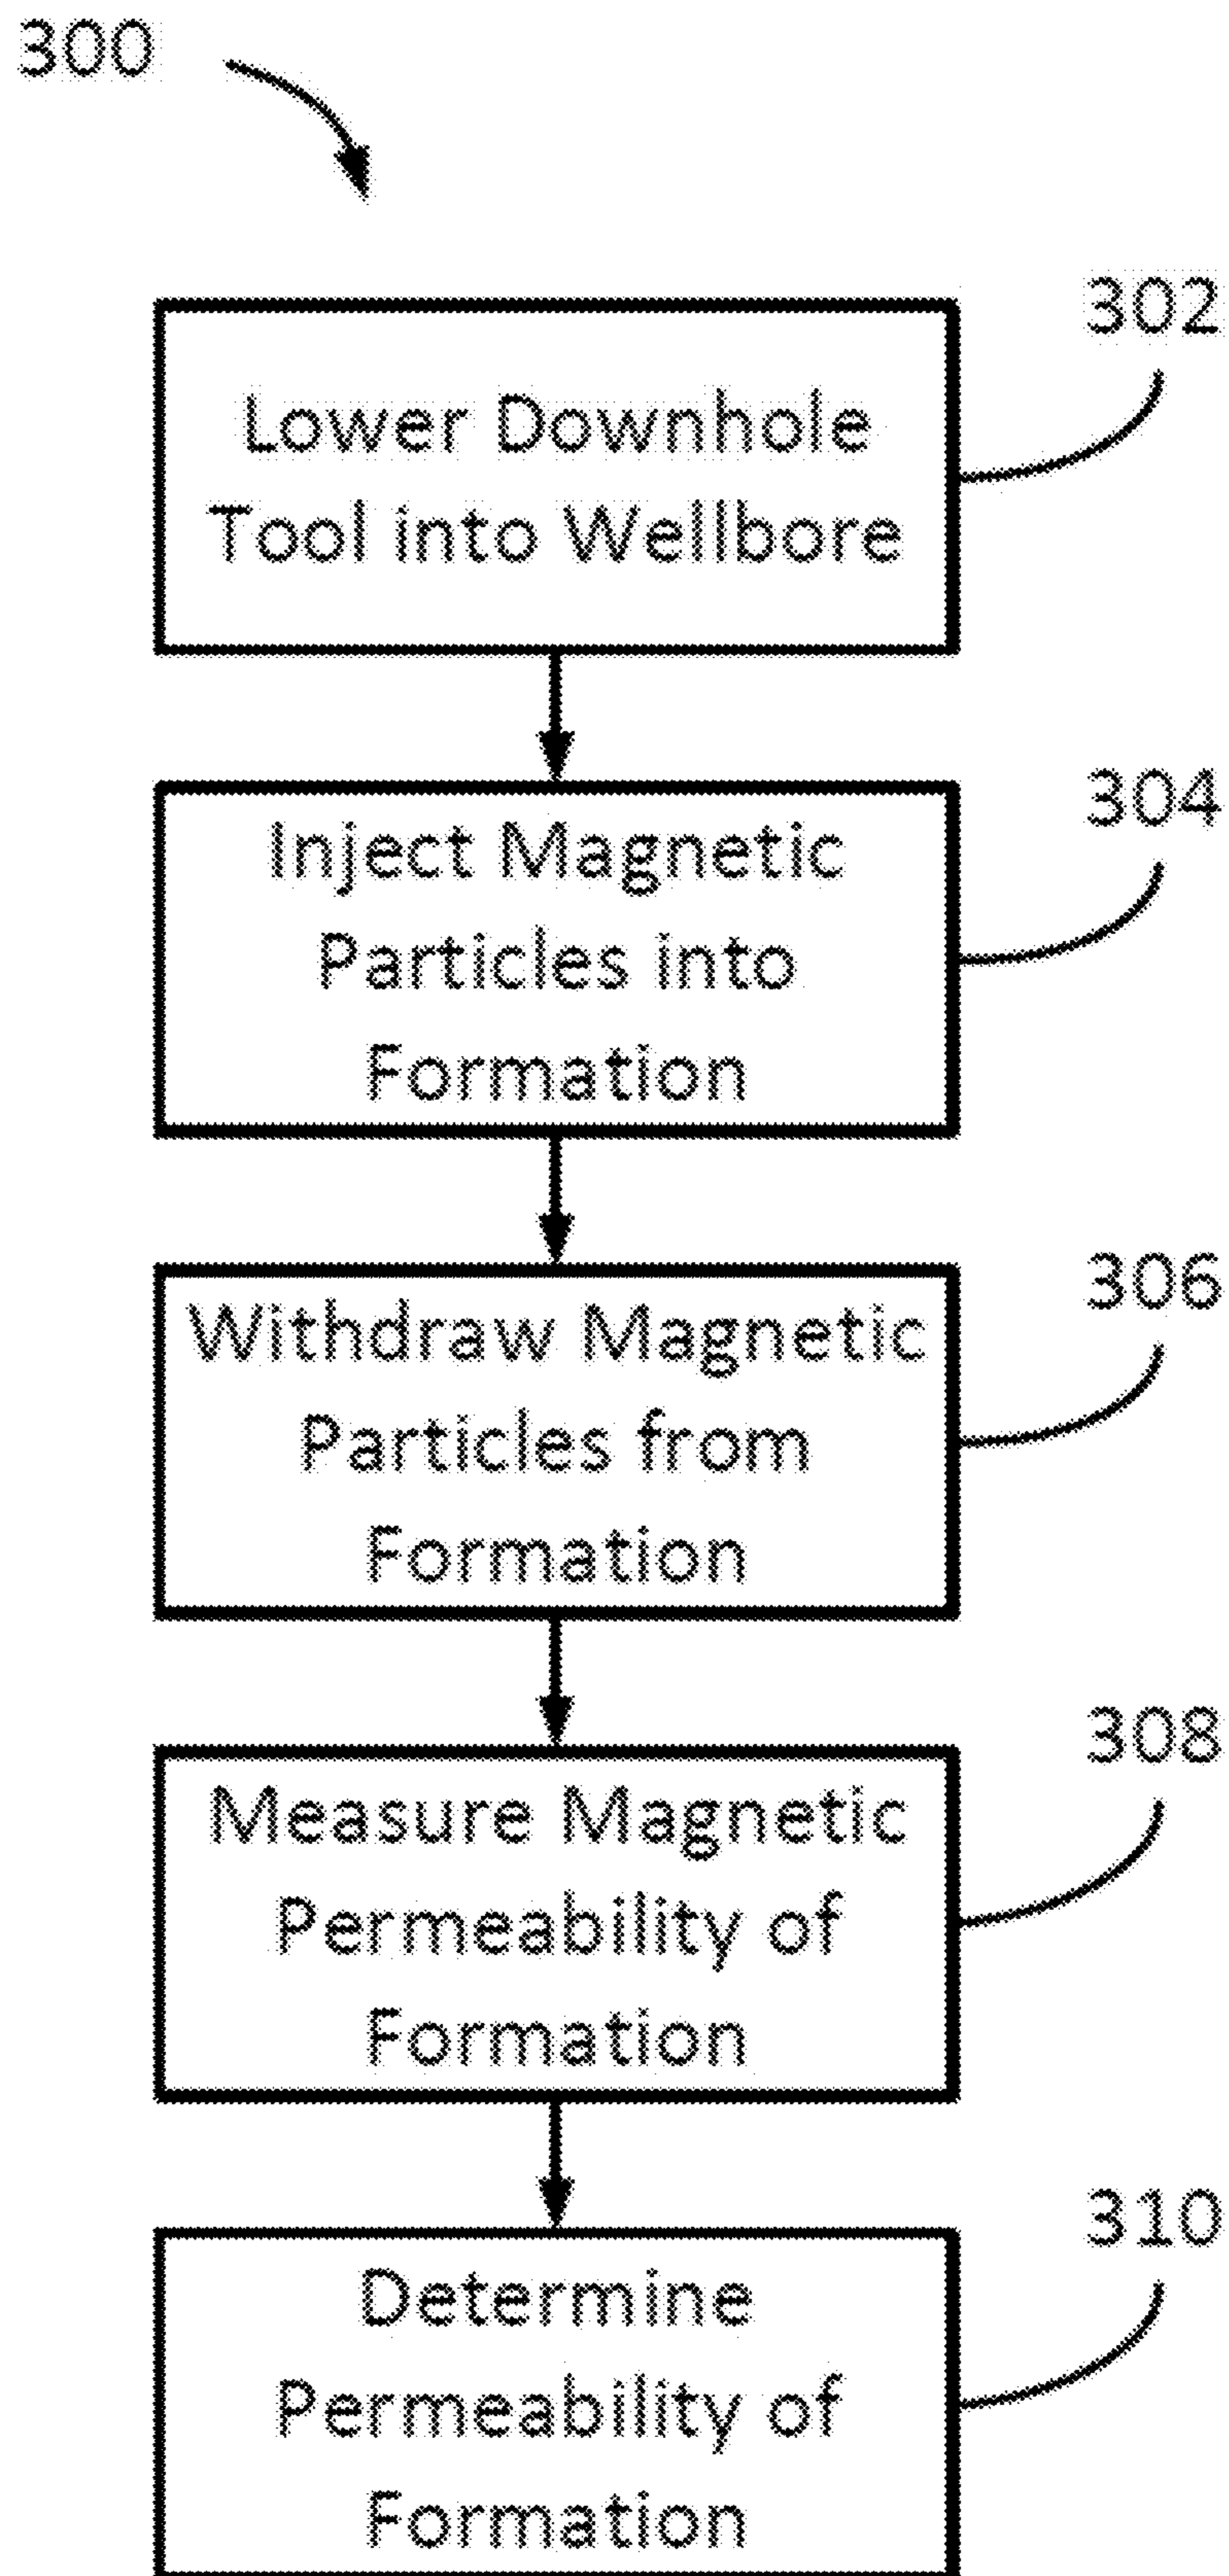 300
302
Lower Downhole
Tool into Wellbore
304
Inject Magnetic
Particles into
Formation
306
Withdraw Magnetic
Particles from
Formation
308
Measure Magnetic
Permeability of
Formation
310
Determine
Permeability of
Formation